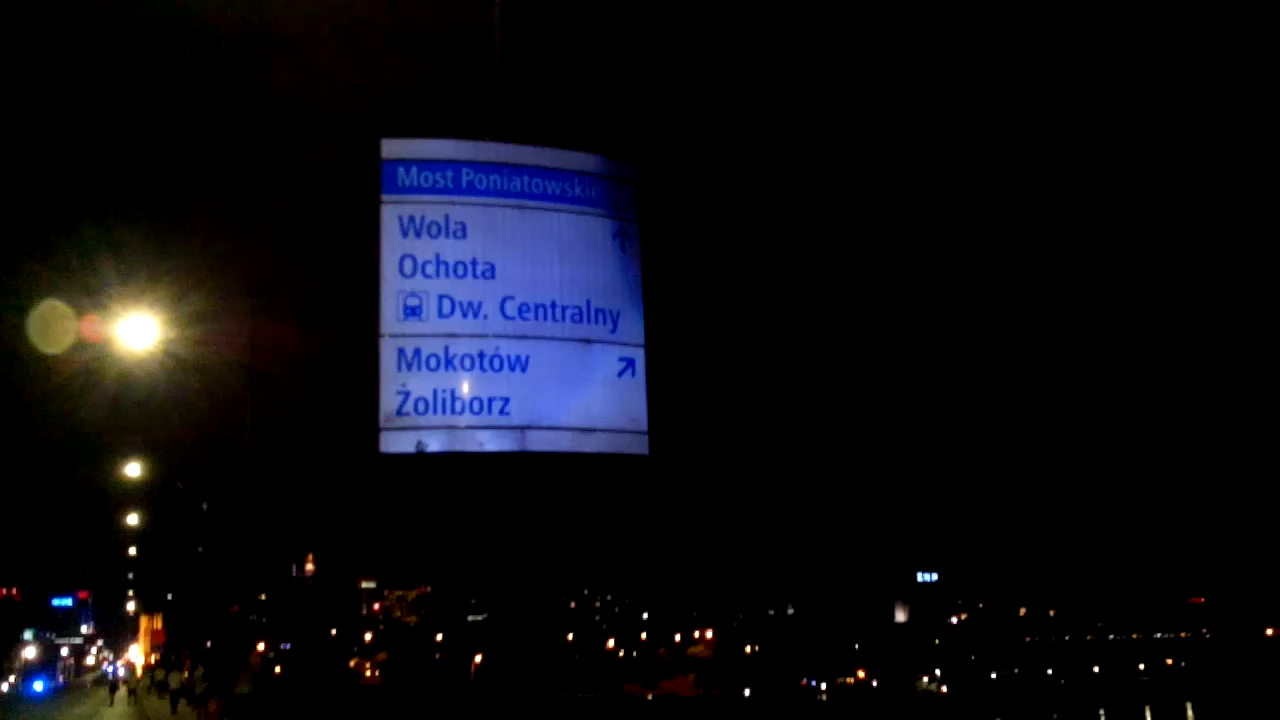 Most Poniatowskie
Wola
Ochota
Dw. Centralny
Mokotów
Żoliborz